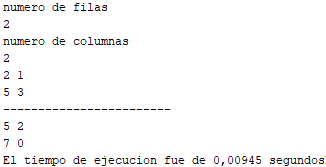 numero de filas
2
numero de columnas
2
2 1
5 3
------------------------
5 2
7 0
El tiempo de ejecucion fue de 0,00945 segundos